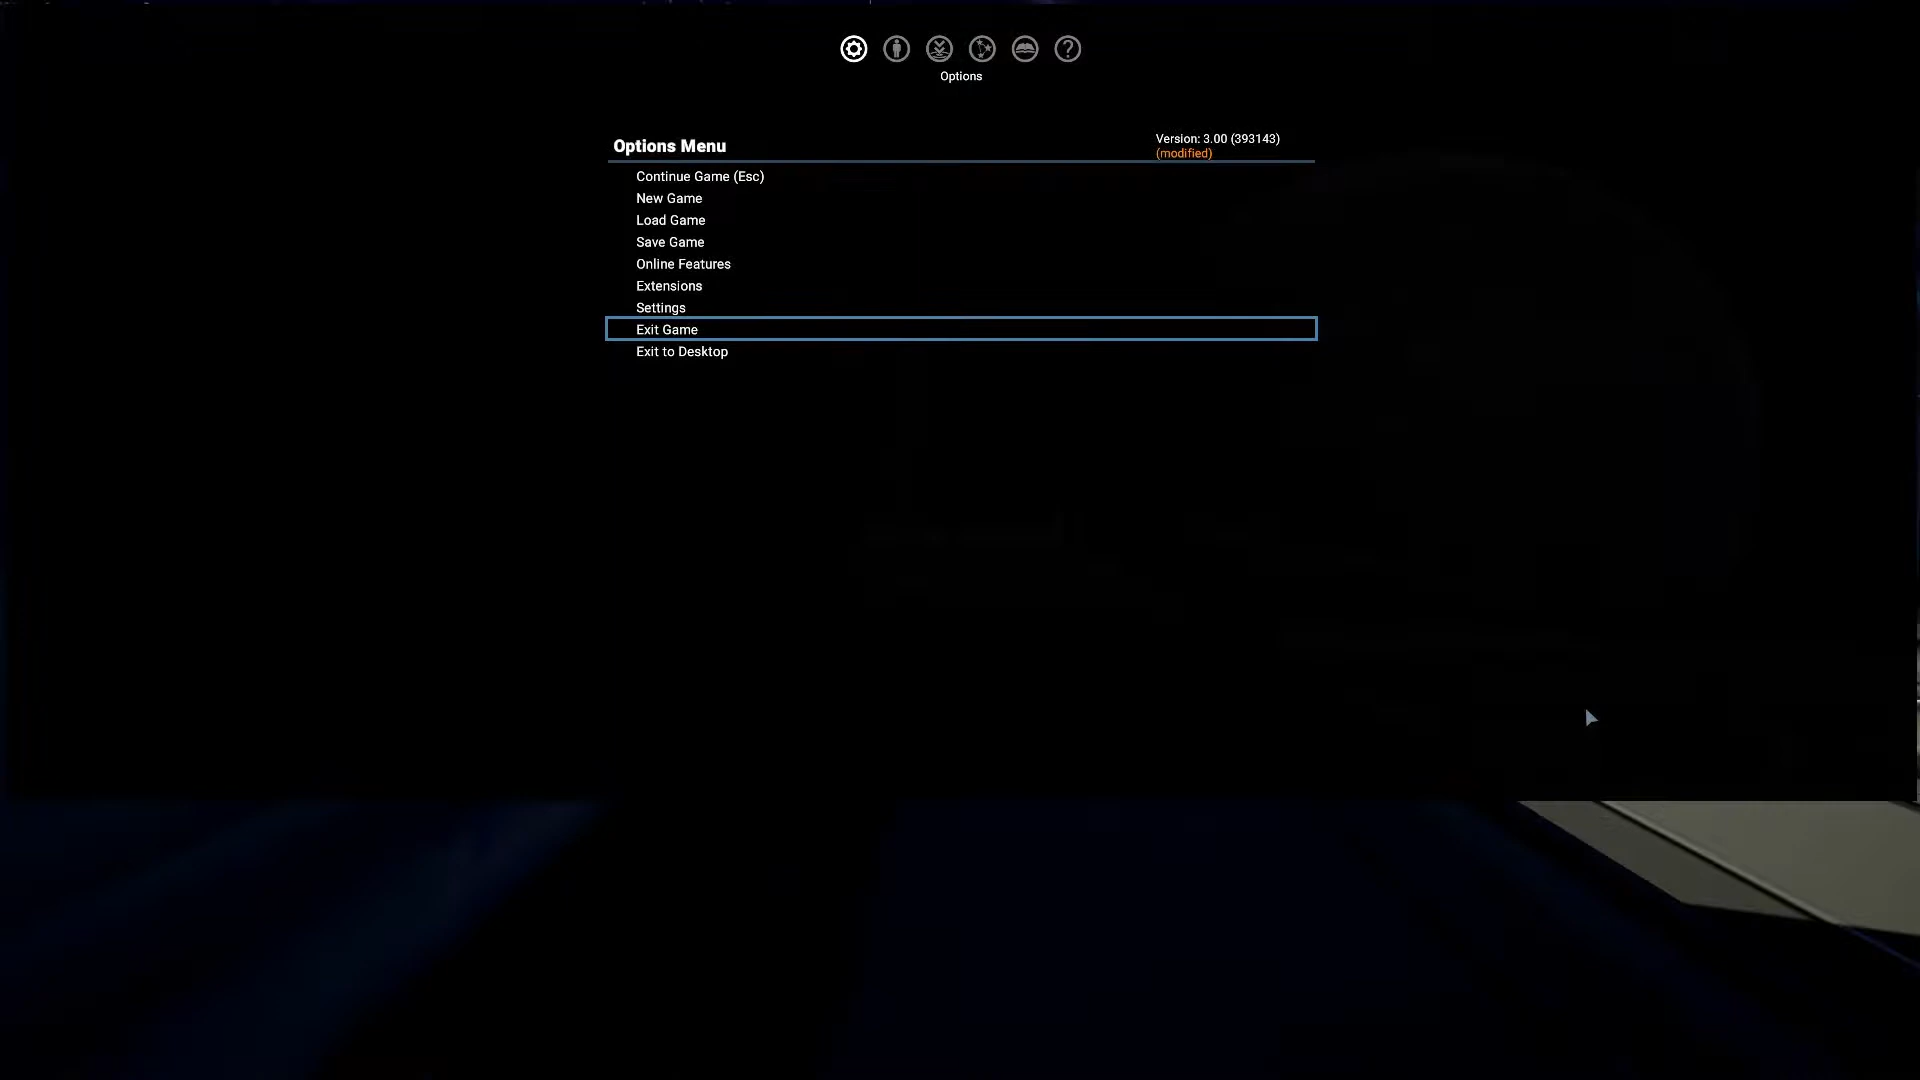 Options
Options Menu
Version: 3.00 (393143)
(modified)
Continue Game (Esc)
New Game
Load Game
Save Game
Online Features
Extensions
Settings
Exit Game
Exit to Desktop